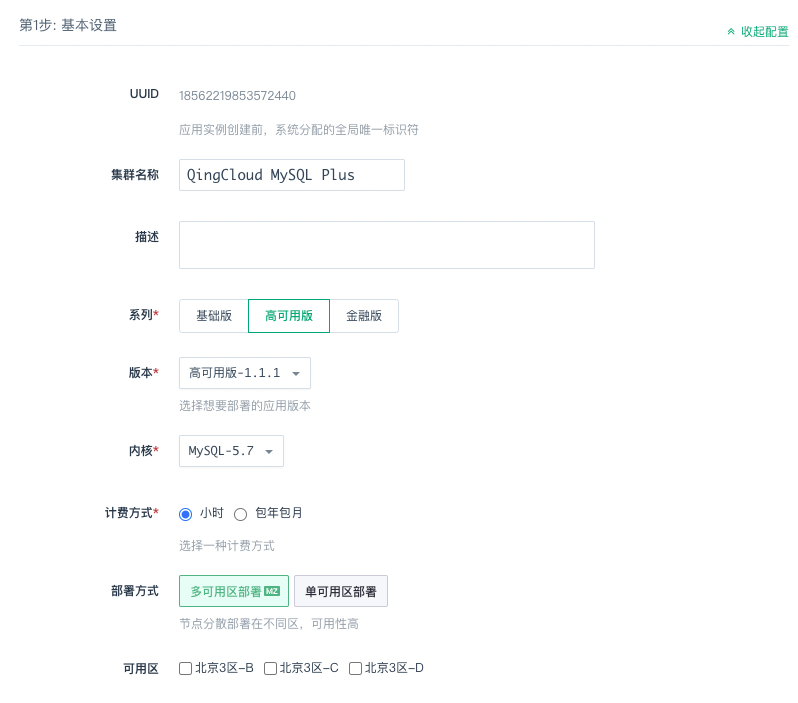 第1步: 基本设置
收起配置
UUID 18562219853572440
应用实例创建前，系统分配的全局唯一标识符
集群名称 QingCloud MySQL Plus
描述
系列* 基础版 高可用版 金融版
版本* 高可用版-1.1.1
选择想要部署的应用版本
内核* MySQL-5.7
计费方式* 小时 包年包月
选择一种计费方式
部署方式 多可用区部署 MZ 单可用区部署
节点分散部署在不同区，可用性高
可用区 北京3区-B 北京3区-C 北京3区-D